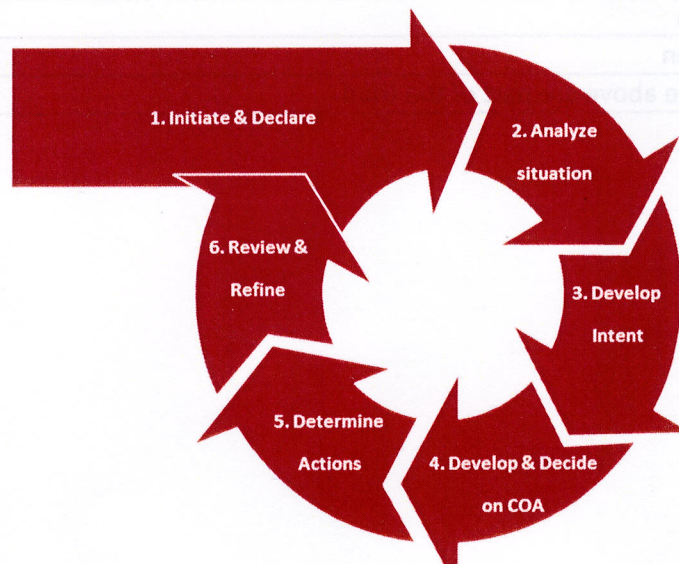 n
e above
1. Initiate & Declare
2. Analyze
situation
3. Develop
Intent
4. Develop & Decide
on COA
5. Determine
Actions
6. Review &
Refine